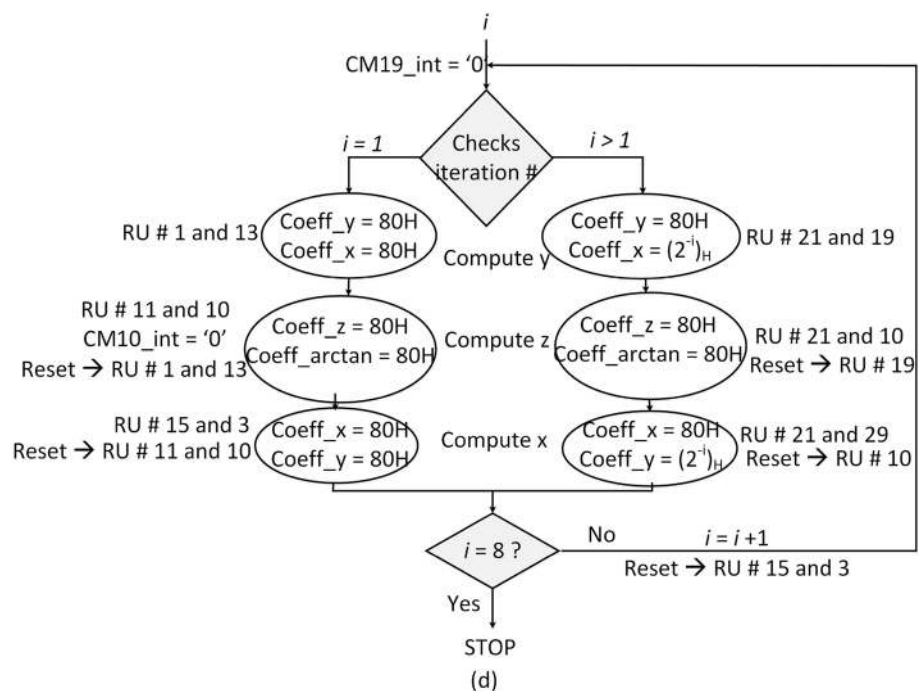 i
CM19_int = ‘0’
Checks
iteration #
i = 1
i > 1
RU # 1 and 13
Coeff_y = 80H
Coeff_x = 80H
Compute y
Coeff_y = 80H
Coeff_x = (2⁻ⁱ)H
RU # 21 and 19
RU # 11 and 10
CM10_int = ‘0’
Reset → RU # 1 and 13
Coeff_z = 80H
Coeff_arctan = 80H
Compute z
Coeff_z = 80H
Coeff_arctan = 80H
RU # 21 and 10
Reset → RU # 19
RU # 15 and 3
Reset → RU # 11 and 10
Coeff_x = 80H
Coeff_y = 80H
Compute x
Coeff_x = 80H
Coeff_y = (2⁻ⁱ)H
RU # 21 and 29
Reset → RU # 10
i = 8 ?
No
i = i +1
Reset → RU # 15 and 3
Yes
STOP
(d)